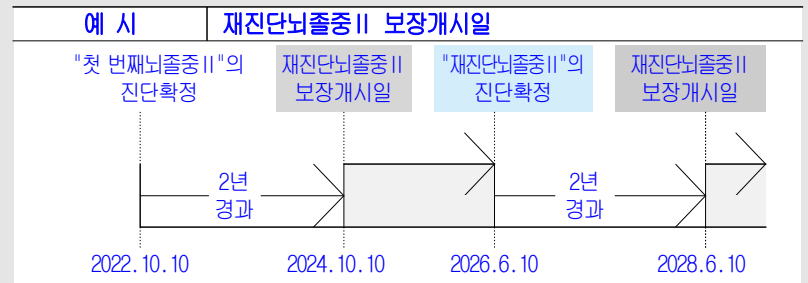 예 시 재진단뇌졸중Ⅱ 보장개시일
"첫 번째뇌졸중Ⅱ"의 재진단뇌졸중Ⅱ "재진단뇌졸중Ⅱ"의 재진단뇌졸중Ⅱ
진단확정 보장개시일 진단확정 보장개시일
2년 2년
경과 경과
2022.10.10 2024.10.10 2026.6.10 2028.6.10